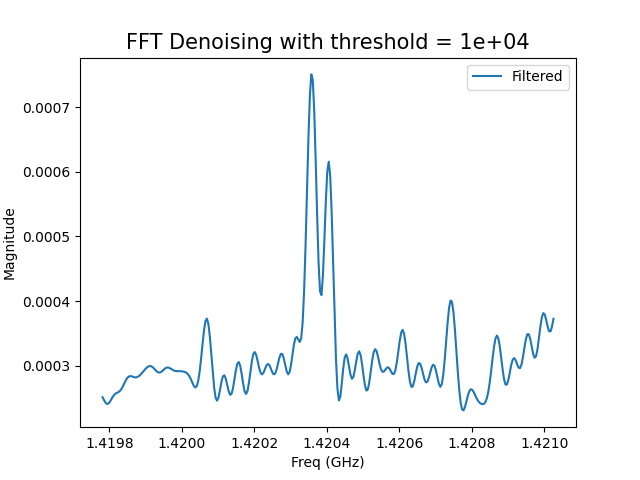 FFT Denoising with threshold = 1e+04
Filtered
0.0007
0.0006
0.0005
0.0004
0.0003
Magnitude
1.4198 1.4200 1.4202 1.4204 1.4206 1.4208 1.4210
Freq (GHz)